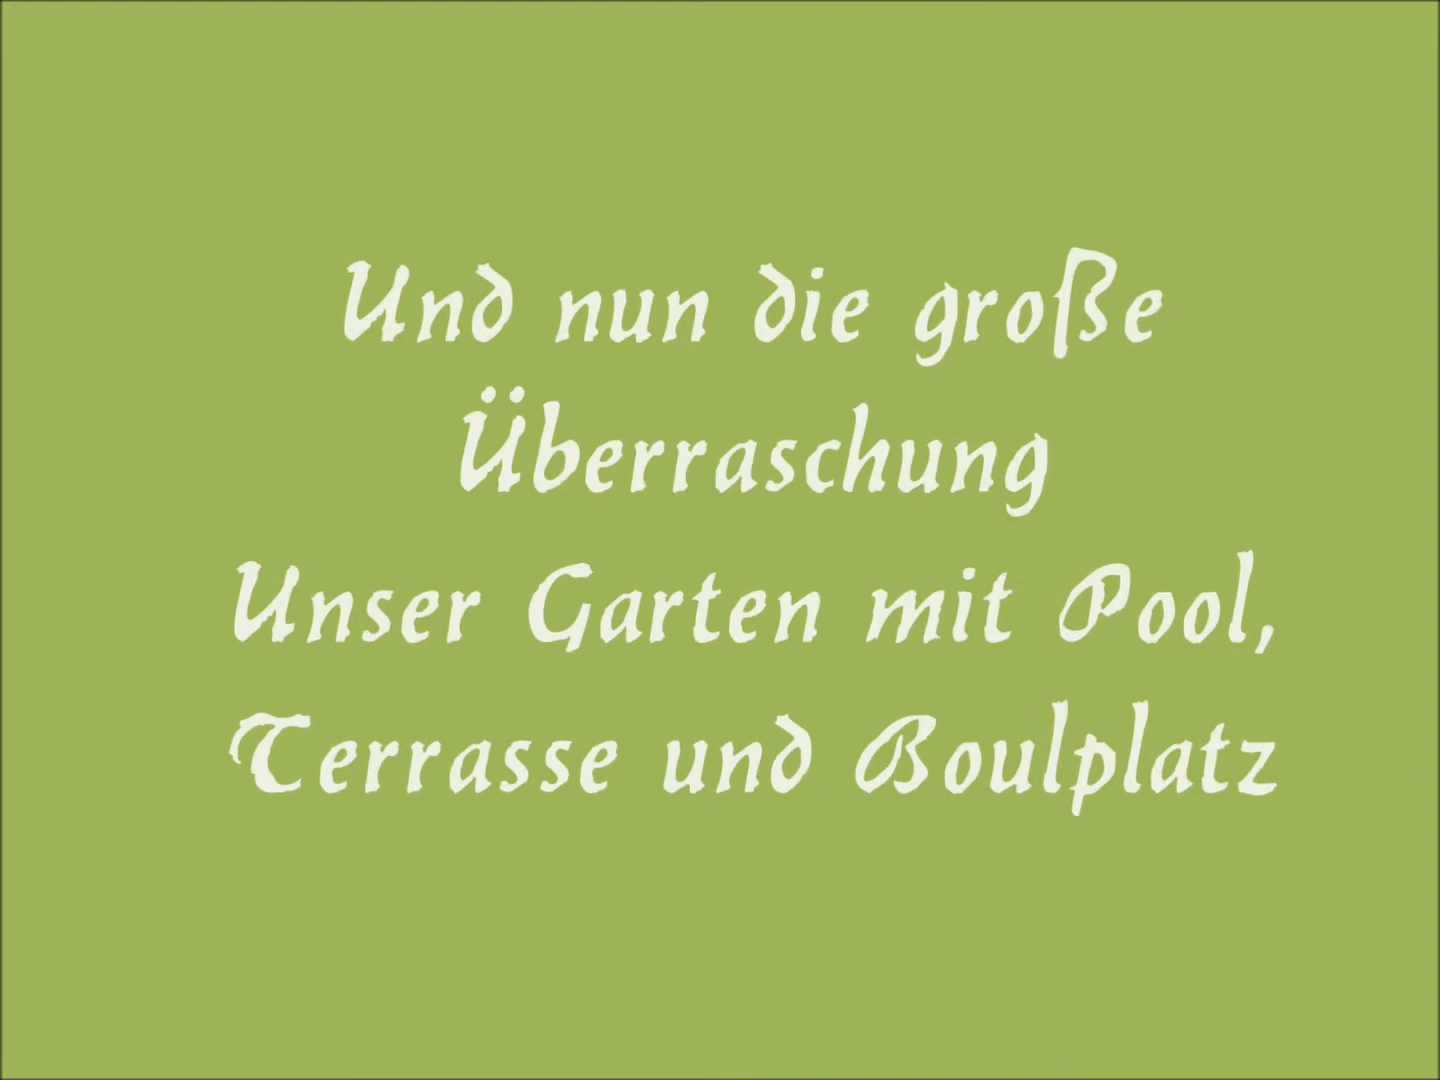 Und nun die große
Überraschung
Unser Garten mit Pool,
Terrasse und Boulplatz